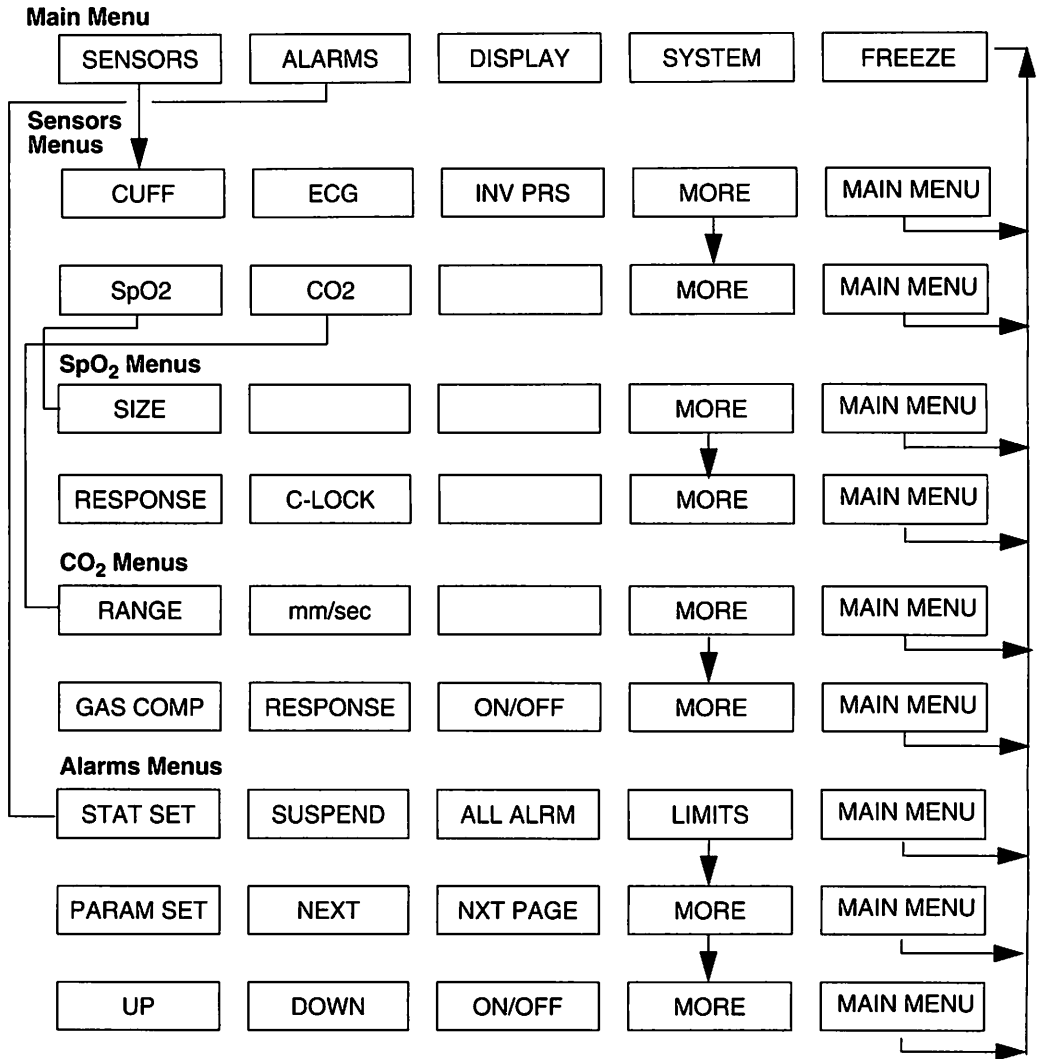 Main Menu
SENSORS ALARMS DISPLAY SYSTEM FREEZE
Sensors
Menus
CUFF ECG INV PRS MORE MAIN MENU
SpO2 CO2 MORE MAIN MENU
SpO₂ Menus
SIZE MORE MAIN MENU
RESPONSE C-LOCK MORE MAIN MENU
CO₂ Menus
RANGE mm/sec MORE MAIN MENU
GAS COMP RESPONSE ON/OFF MORE MAIN MENU
Alarms Menus
STAT SET SUSPEND ALL ALRM LIMITS MAIN MENU
PARAM SET NEXT NXT PAGE MORE MAIN MENU
UP DOWN ON/OFF MORE MAIN MENU